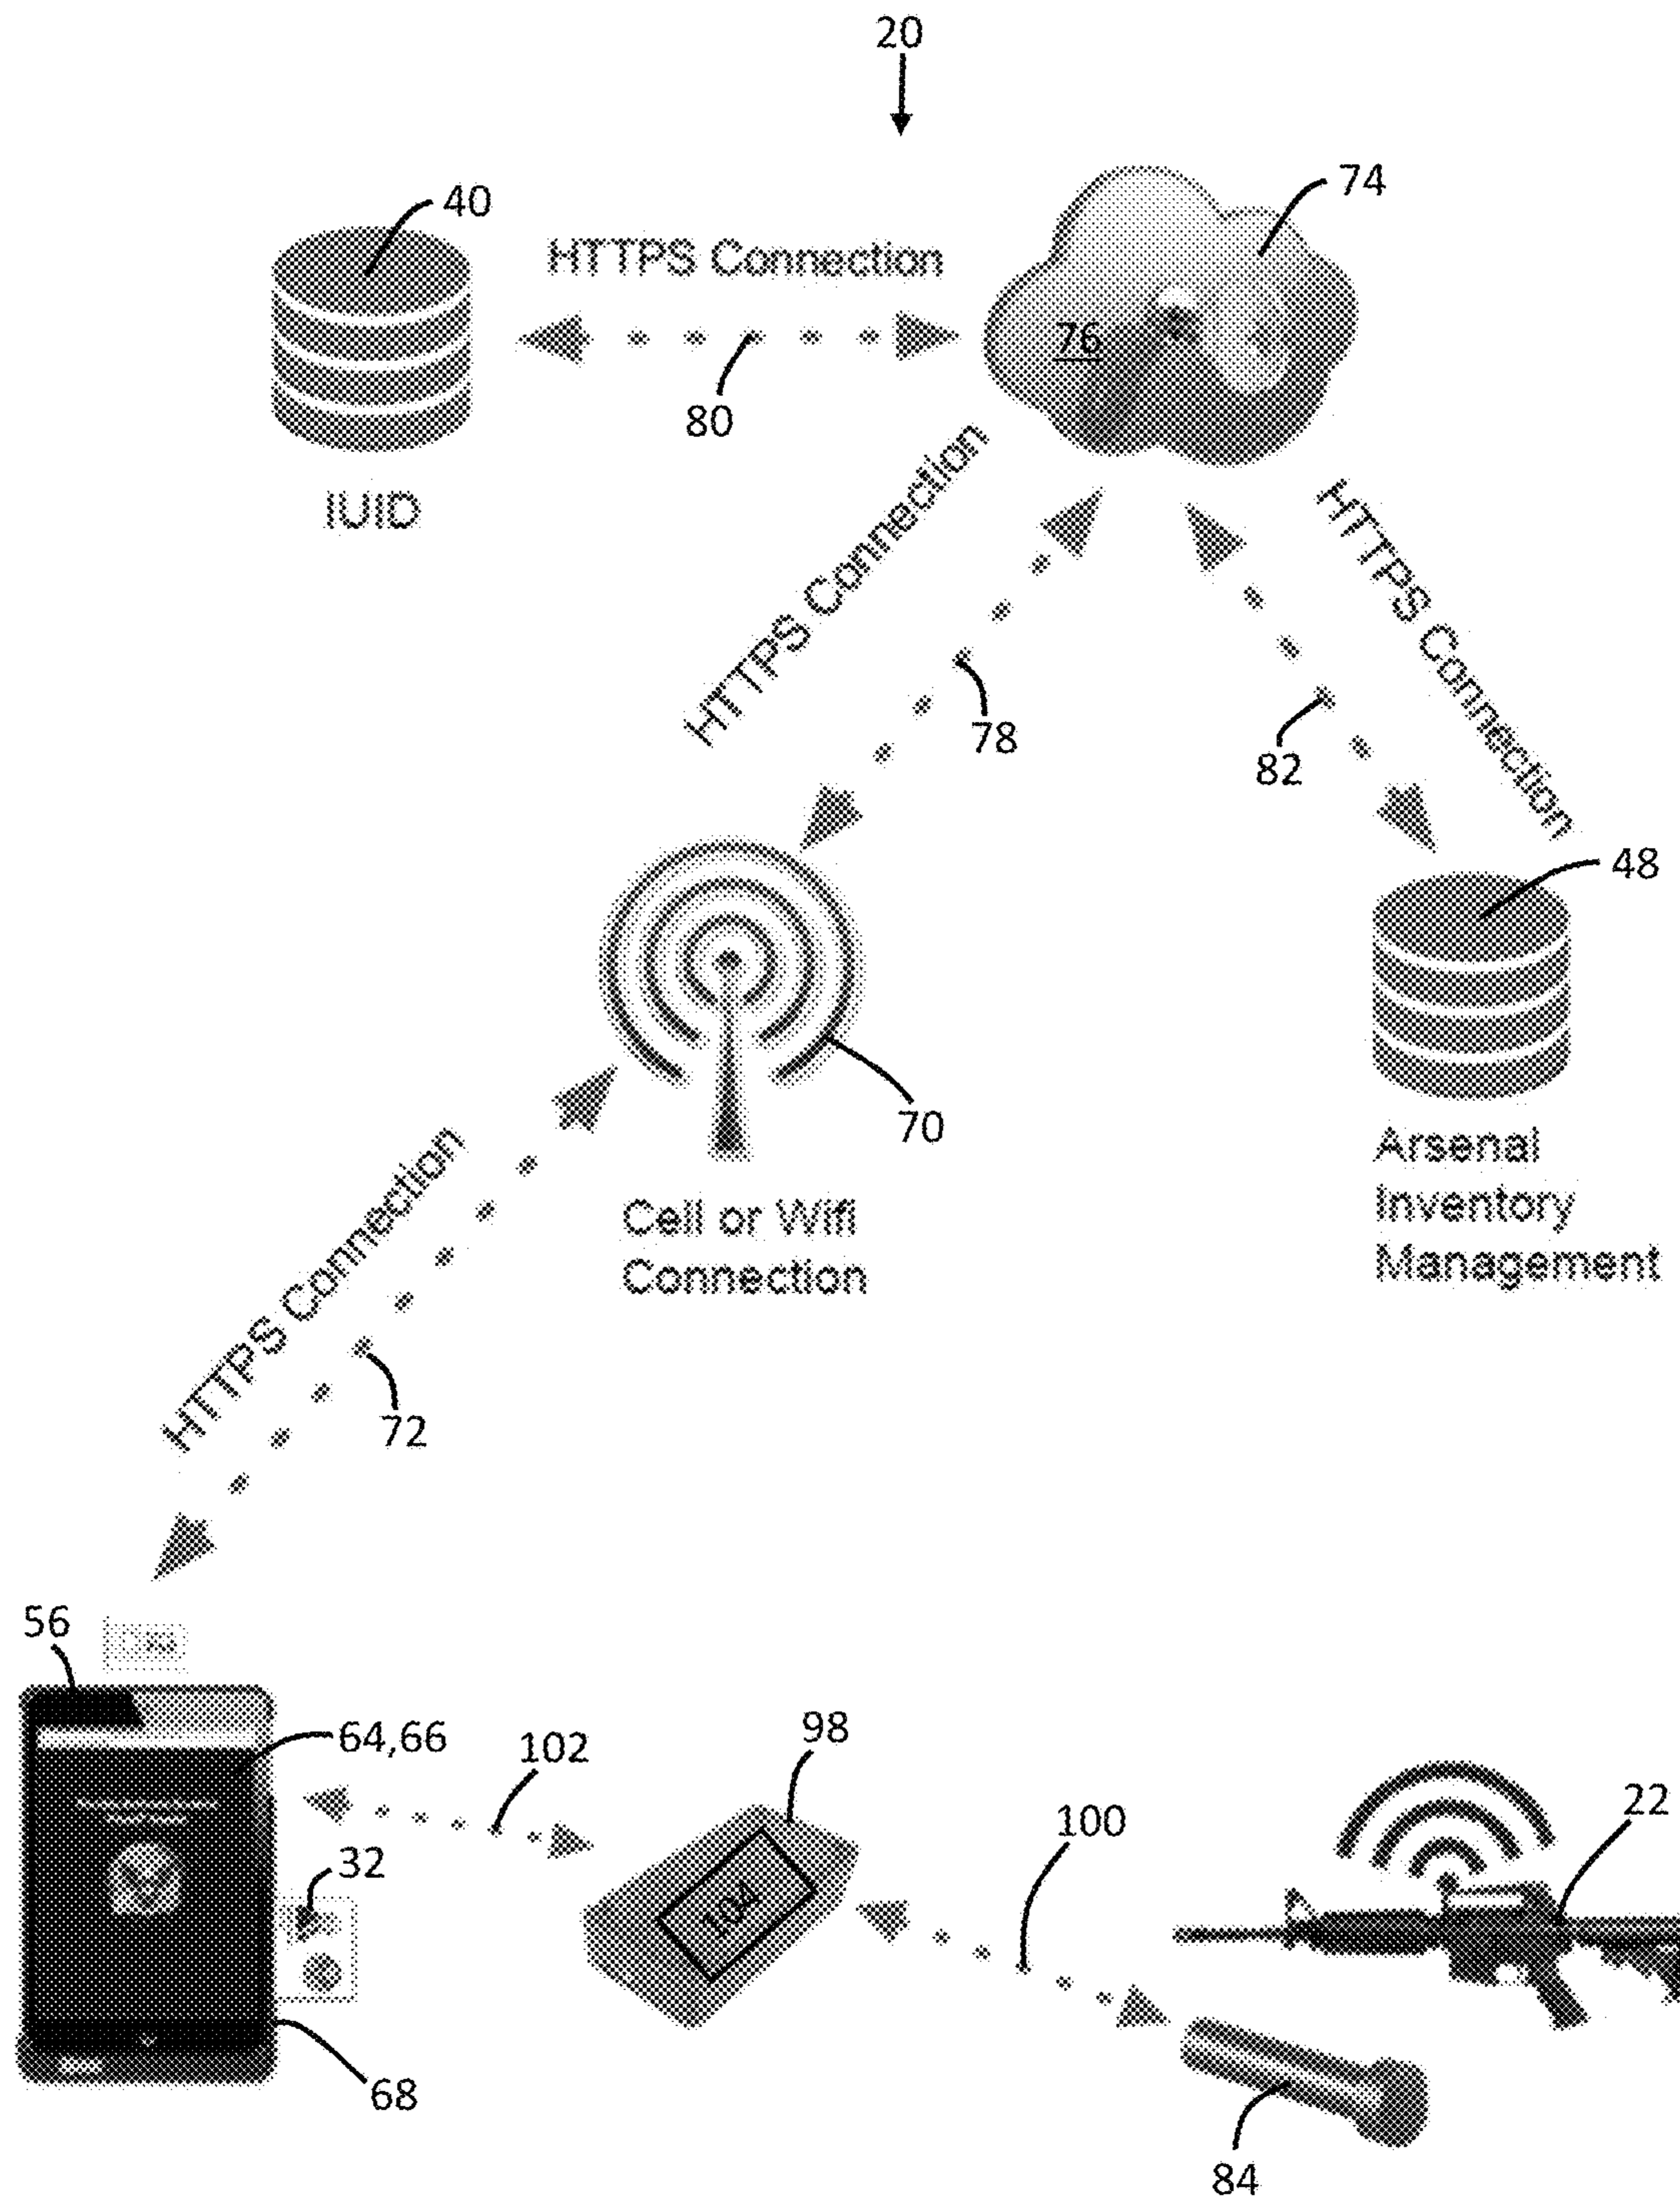 20
74
40
HTTPS Connection
76
80
IUID
HTTPS Connection
HTTPS Connection
78
82
48
70
Arsenal
Inventory
Management
Cell or Wifi
Connection
HTTPS Connection
72
56
64,66
102
98
100
22
32
104
68
84